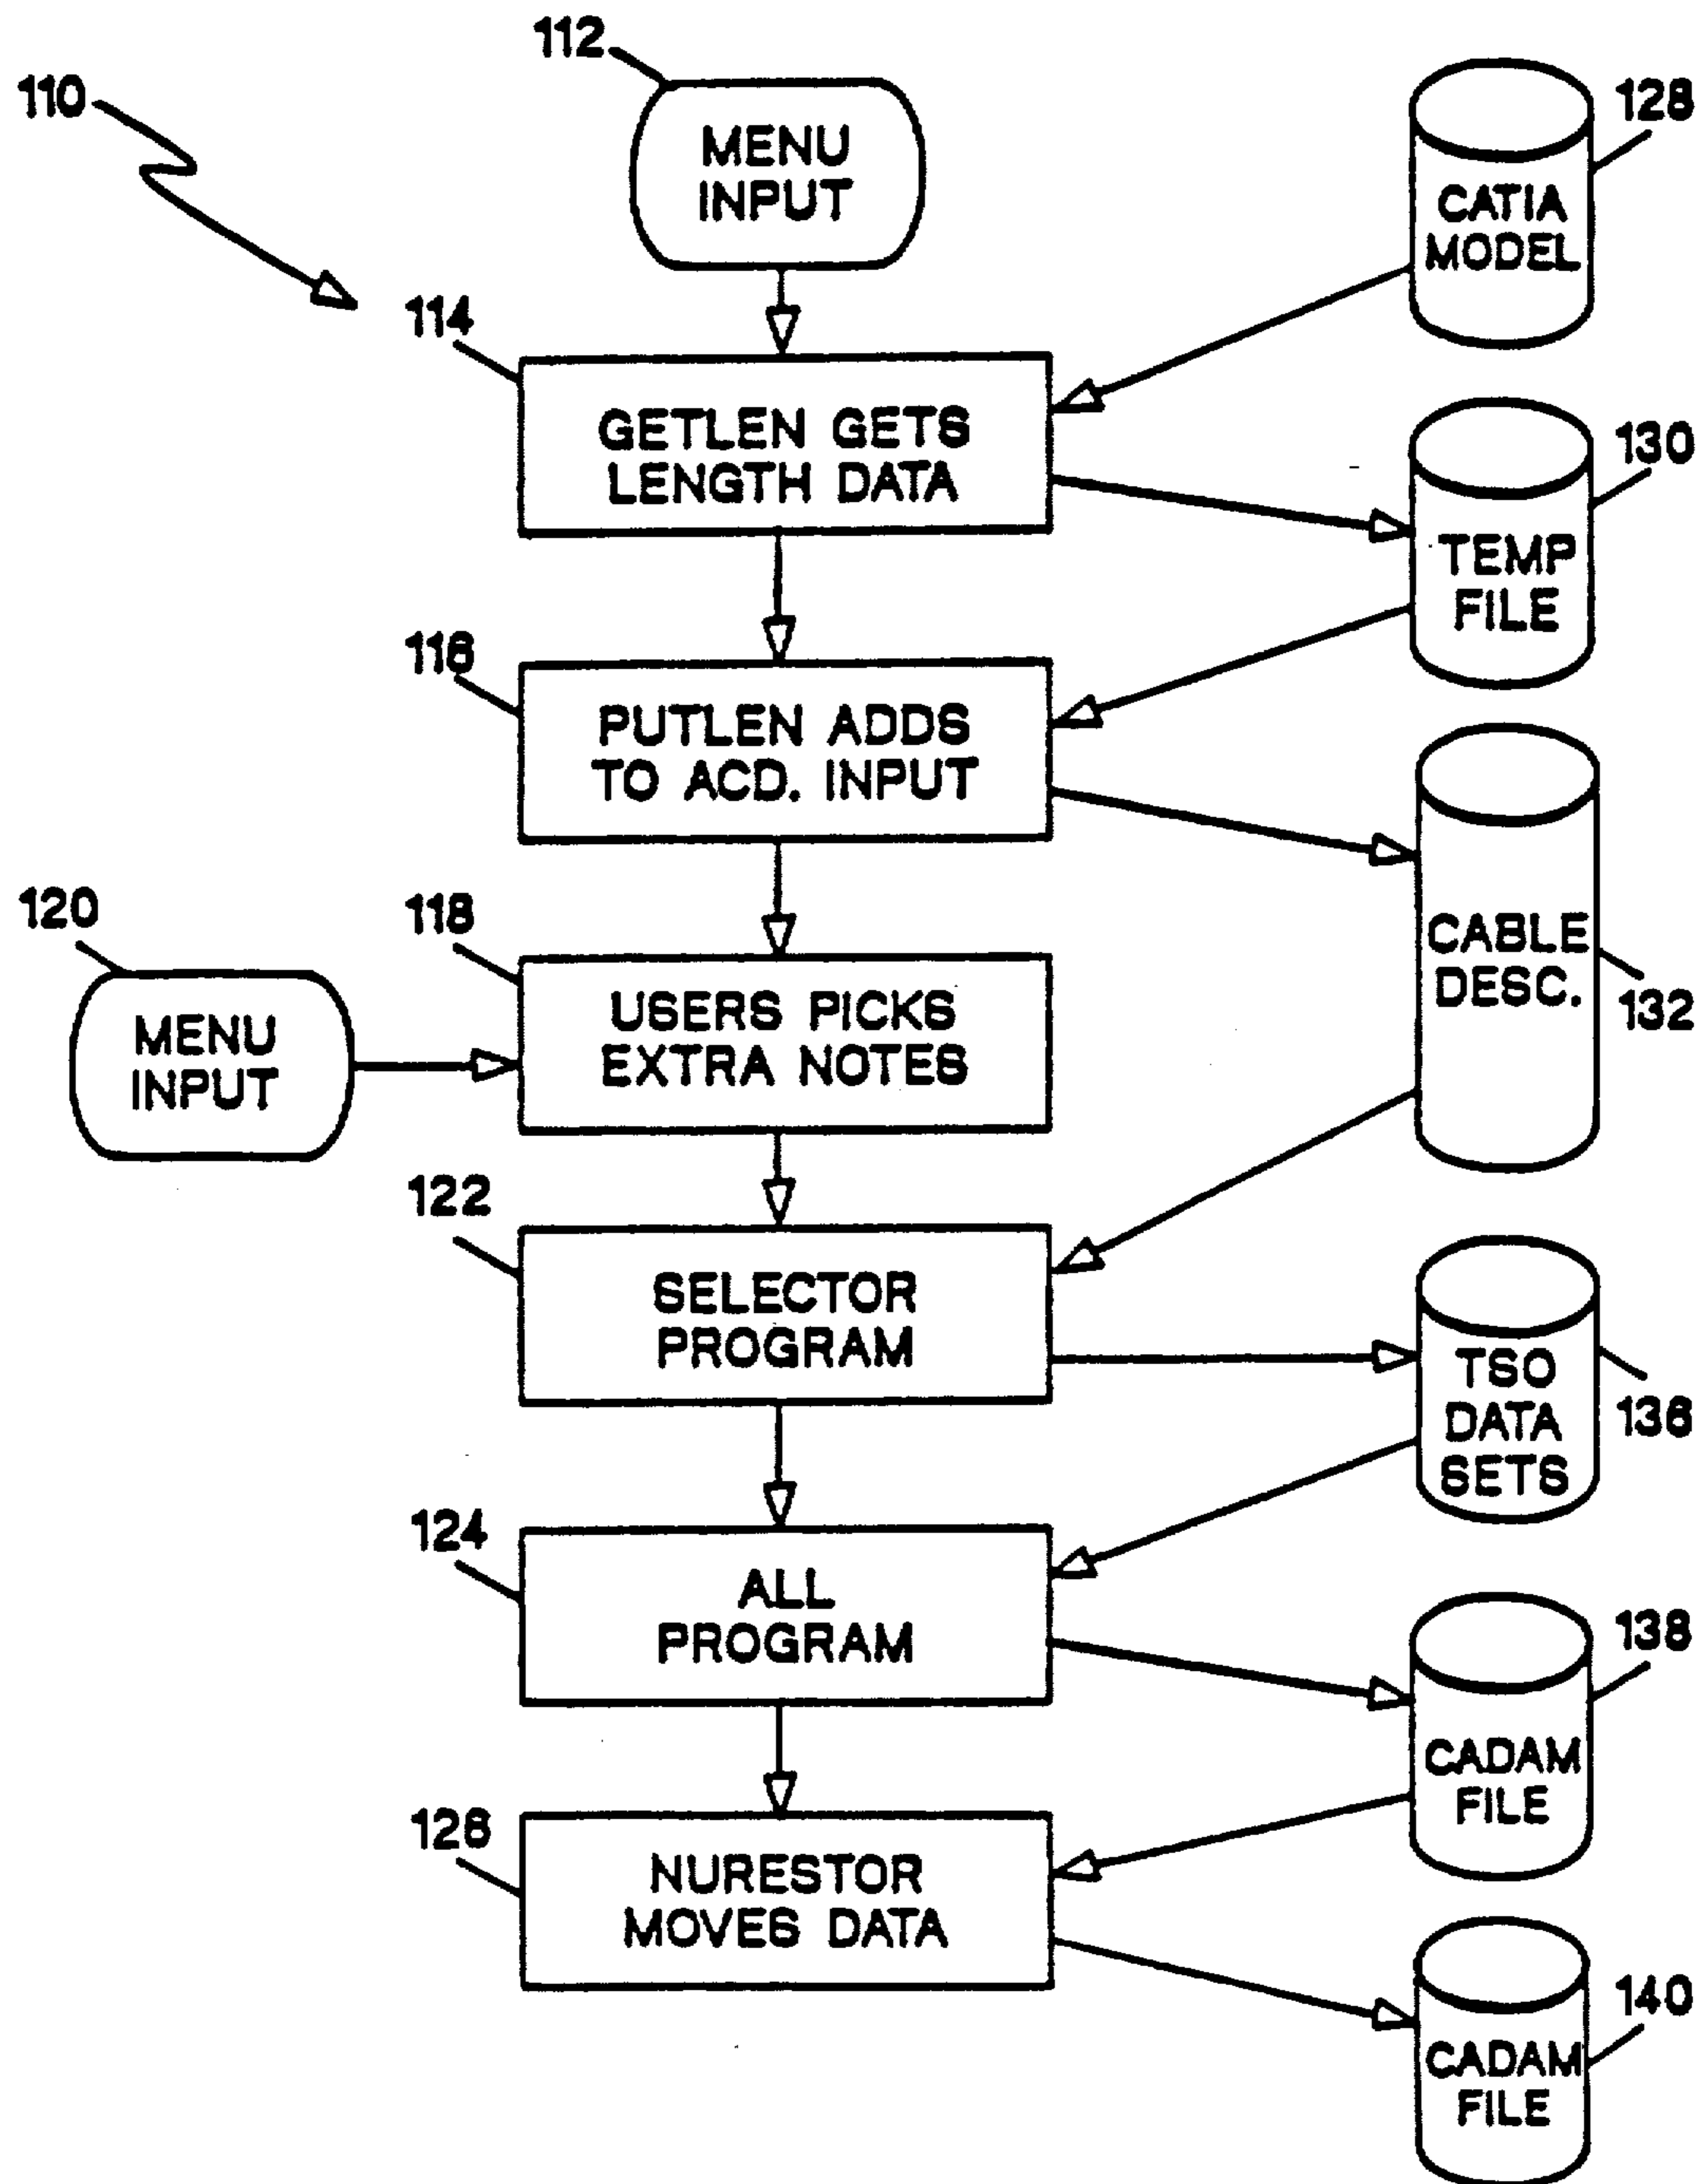 112
110
MENU
INPUT
128
CATIA
MODEL
114
GETLEN GETS
LENGTH DATA
130
TEMP
FILE
116
PUTLEN ADDS
TO ACD. INPUT
CABLE
DESC.
132
120
MENU
INPUT
118
USERS PICKS
EXTRA NOTES
122
SELECTOR
PROGRAM
TSO
DATA
SETS
136
124
ALL
PROGRAM
138
CADAM
FILE
126
NURESTOR
MOVES DATA
140
CADAM
FILE